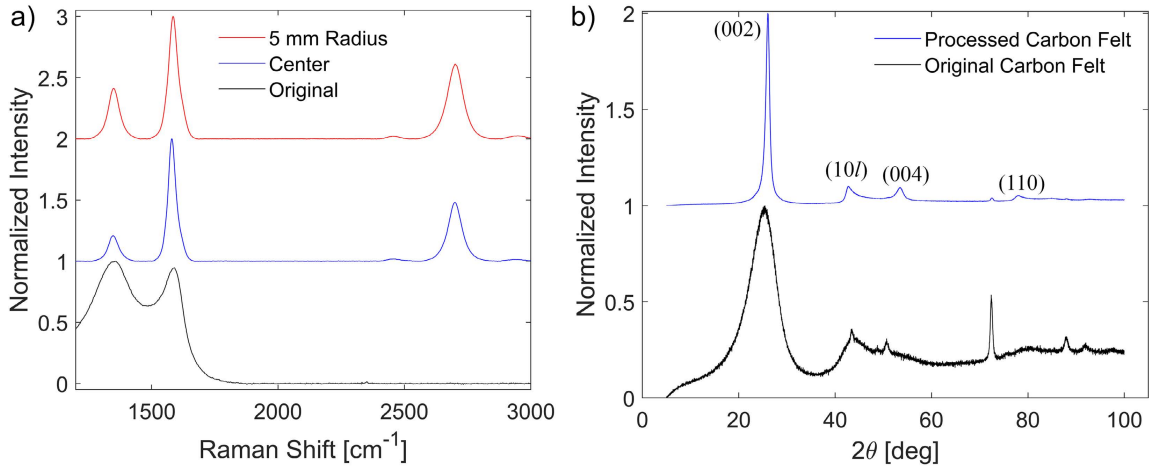 a)
3
2.5
2
1.5
1
0.5
0
5 mm Radius
Center
Original
Normalized Intensity
1500
2000
2500
3000
Raman Shift [cm⁻¹]
b)
2
1.5
1
0.5
0
(002)
Processed Carbon Felt
Original Carbon Felt
(10l)
(004)
(110)
Normalized Intensity
0
20
40
60
80
100
2θ [deg]